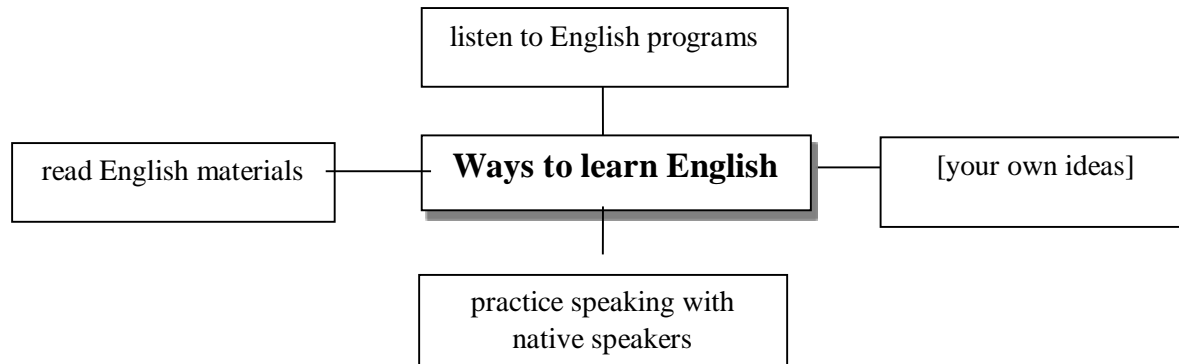 listen to English programs
read English materials
Ways to learn English
[your own ideas]
practice speaking with
native speakers